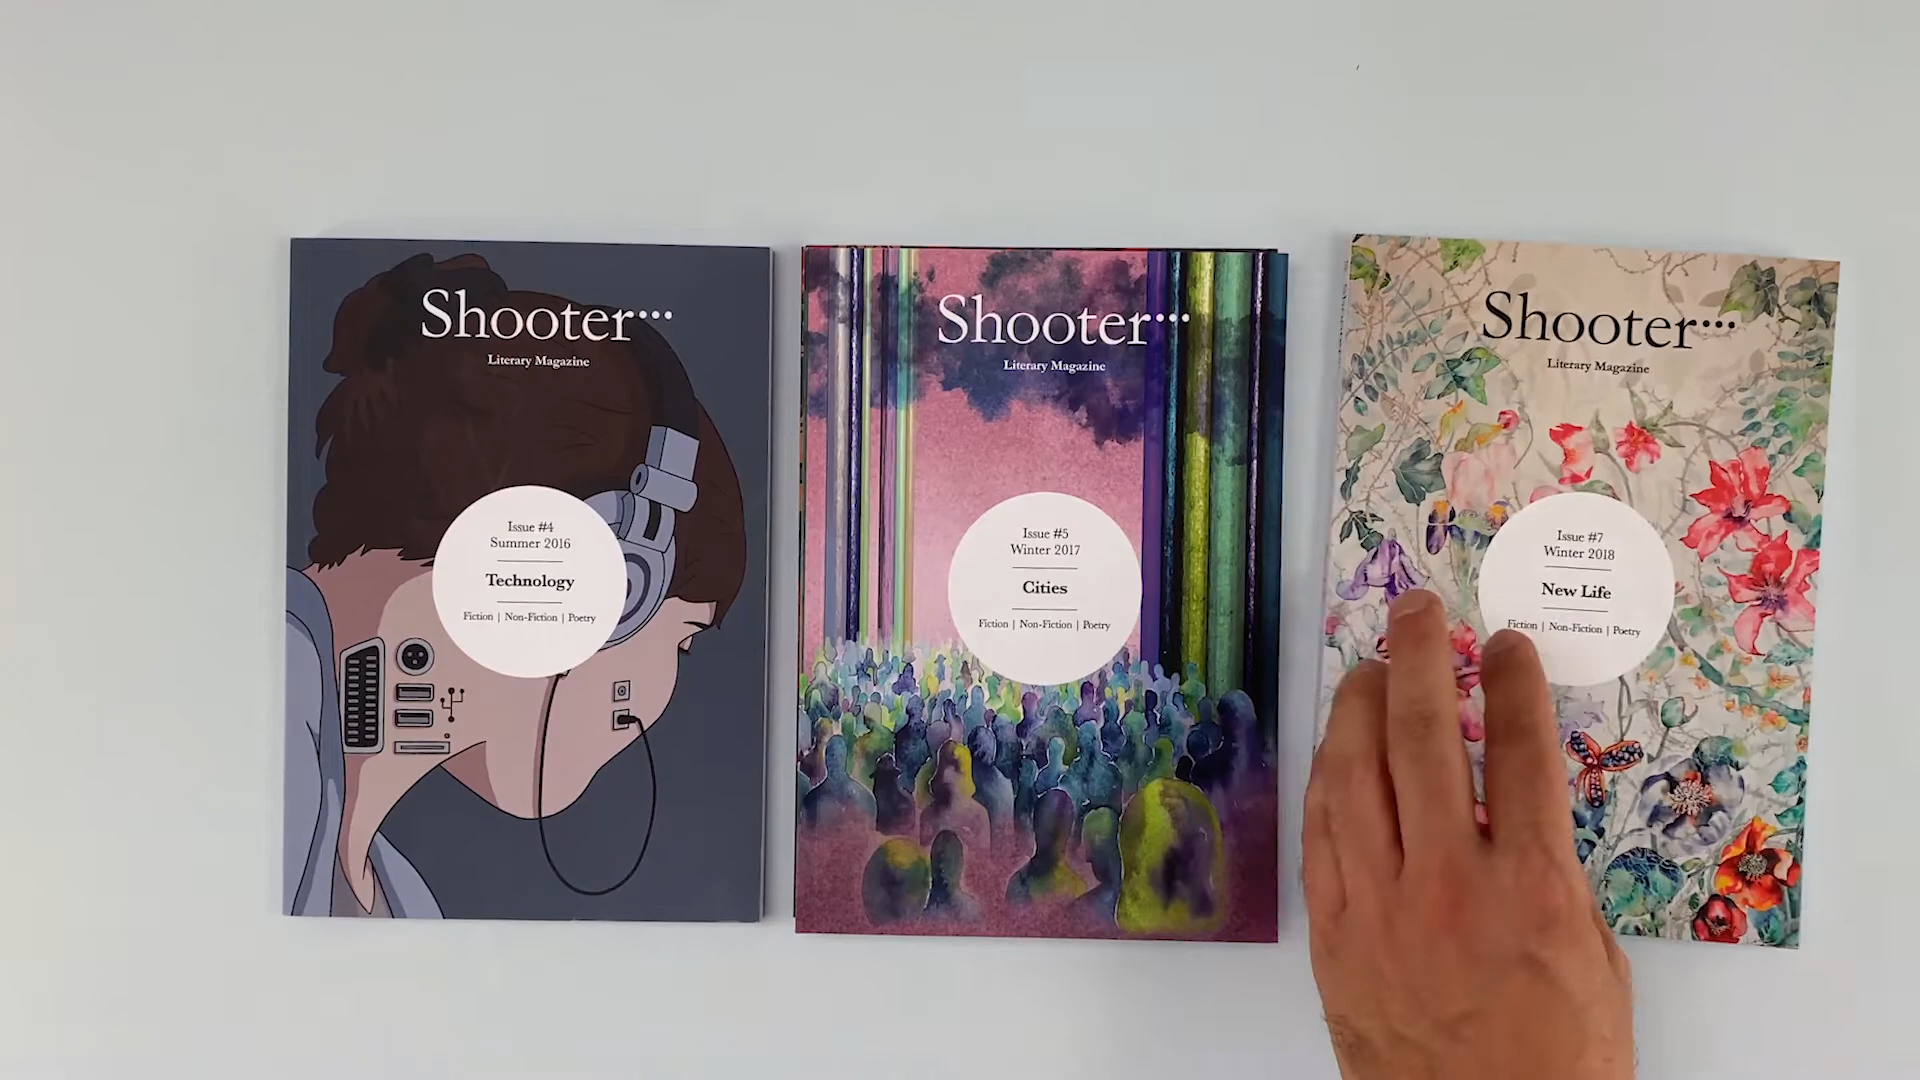 Shooter...
Literary Magazine
Issue #4
Summer 2016
Technology
Fiction | Non-Fiction | Poetry
Shooter...
Literary Magazine
Issue #5
Winter 2017
Cities
Fiction | Non-Fiction | Poetry
Shooter...
Literary Magazine
Issue #7
Winter 2018
New Life
Fiction | Non-Fiction | Poetry